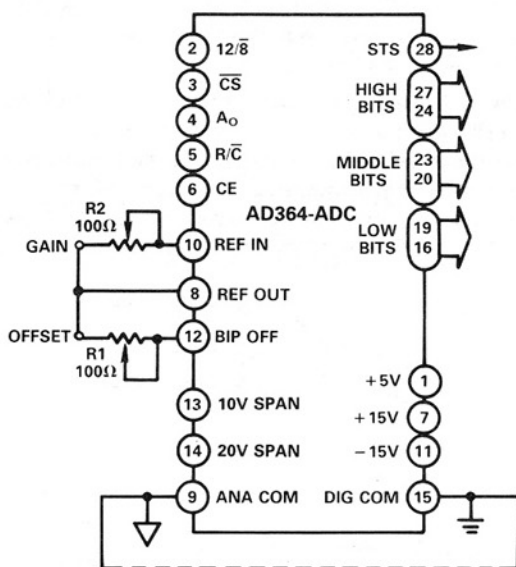 2 12/8̅ STS 28
3 C̅S̅ HIGH BITS 27 24
4 A₀
5 R/C̅ MIDDLE BITS 23 20
6 CE
AD364-ADC
R2 100Ω
GAIN 10 REF IN LOW BITS 19 16
8 REF OUT
OFFSET 12 BIP OFF
R1 100Ω
+5V 1
13 10V SPAN +15V 7
14 20V SPAN −15V 11
9 ANA COM DIG COM 15